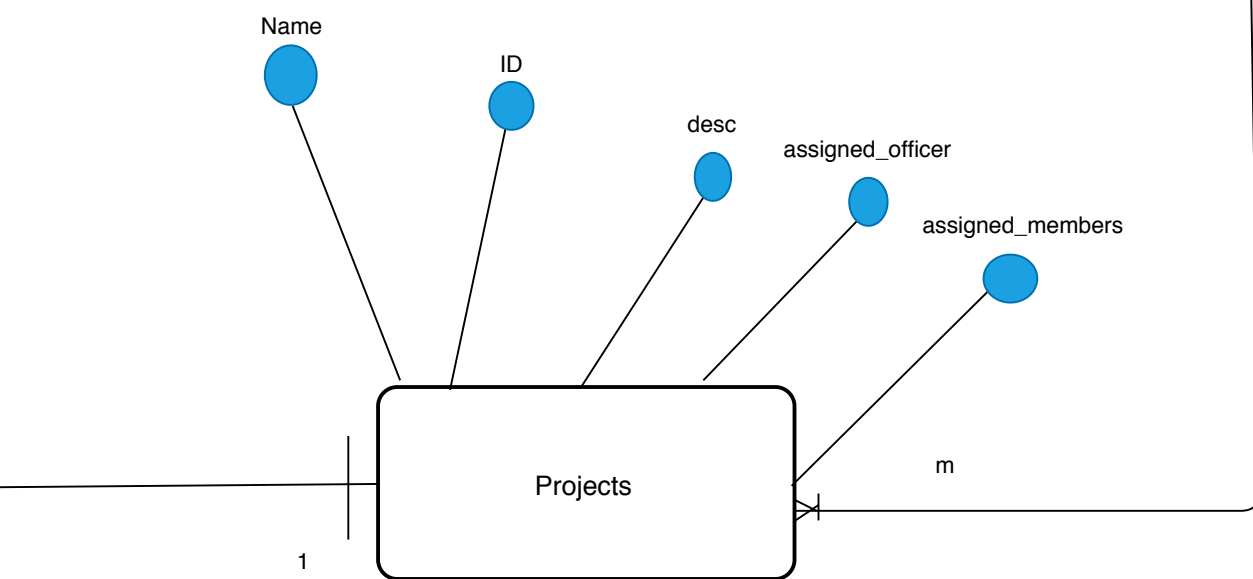 Name
ID
desc
assigned_officer
assigned_members
m
Projects
1